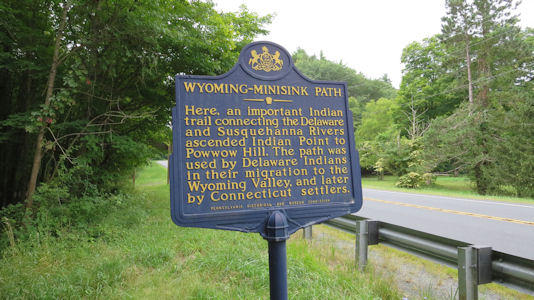 WYOMING-MINISINK PATH
Here, an important Indian
trail connecting the Delaware
and Susquehanna Rivers
ascended Indian Point to
Powwow Hill. The path was
used by Delaware Indians
in their migration to the
Wyoming Valley, and later
by Connecticut settlers.
PENNSYLVANIA HISTORICAL AND MUSEUM COMMISSION